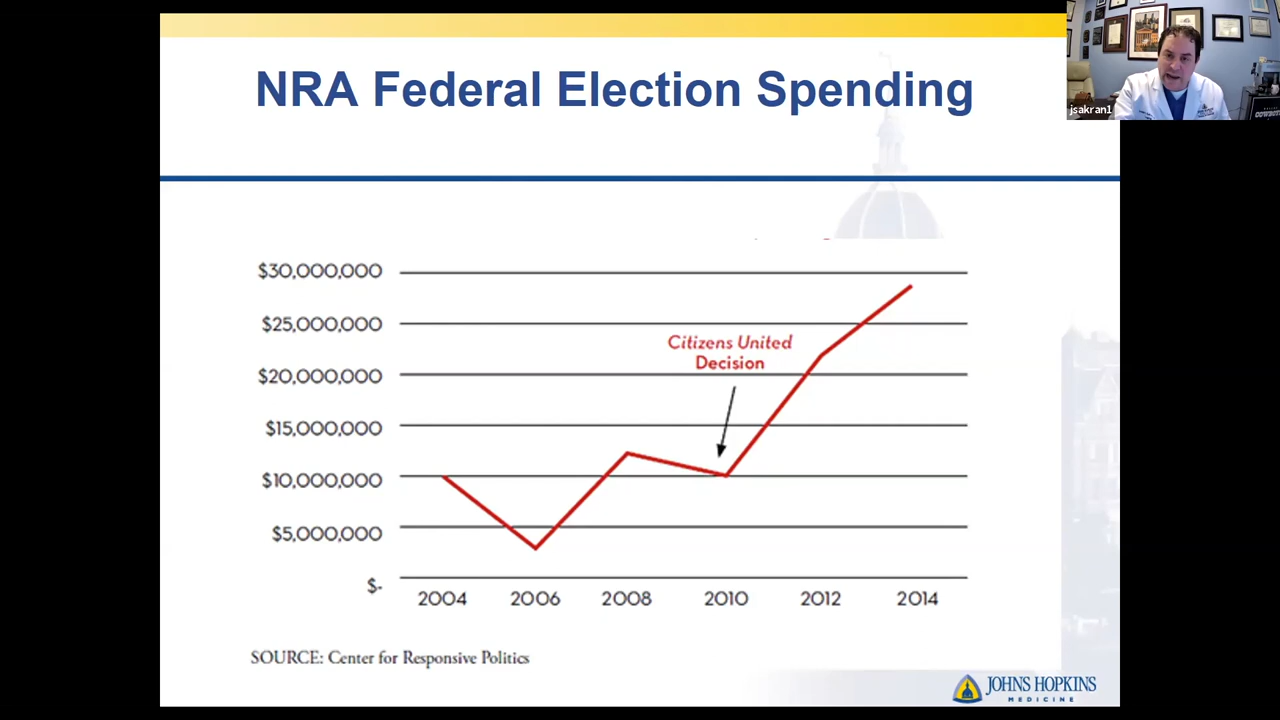 NRA Federal Election Spending
jsakran1
$30,000,000
$25,000,000
Citizens United
Decision
$20,000,000
$15,000,000
$10,000,000
$5,000,000
$-
2004 2006 2008 2010 2012 2014
SOURCE: Center for Responsive Politics
JOHNS HOPKINS
MEDICINE